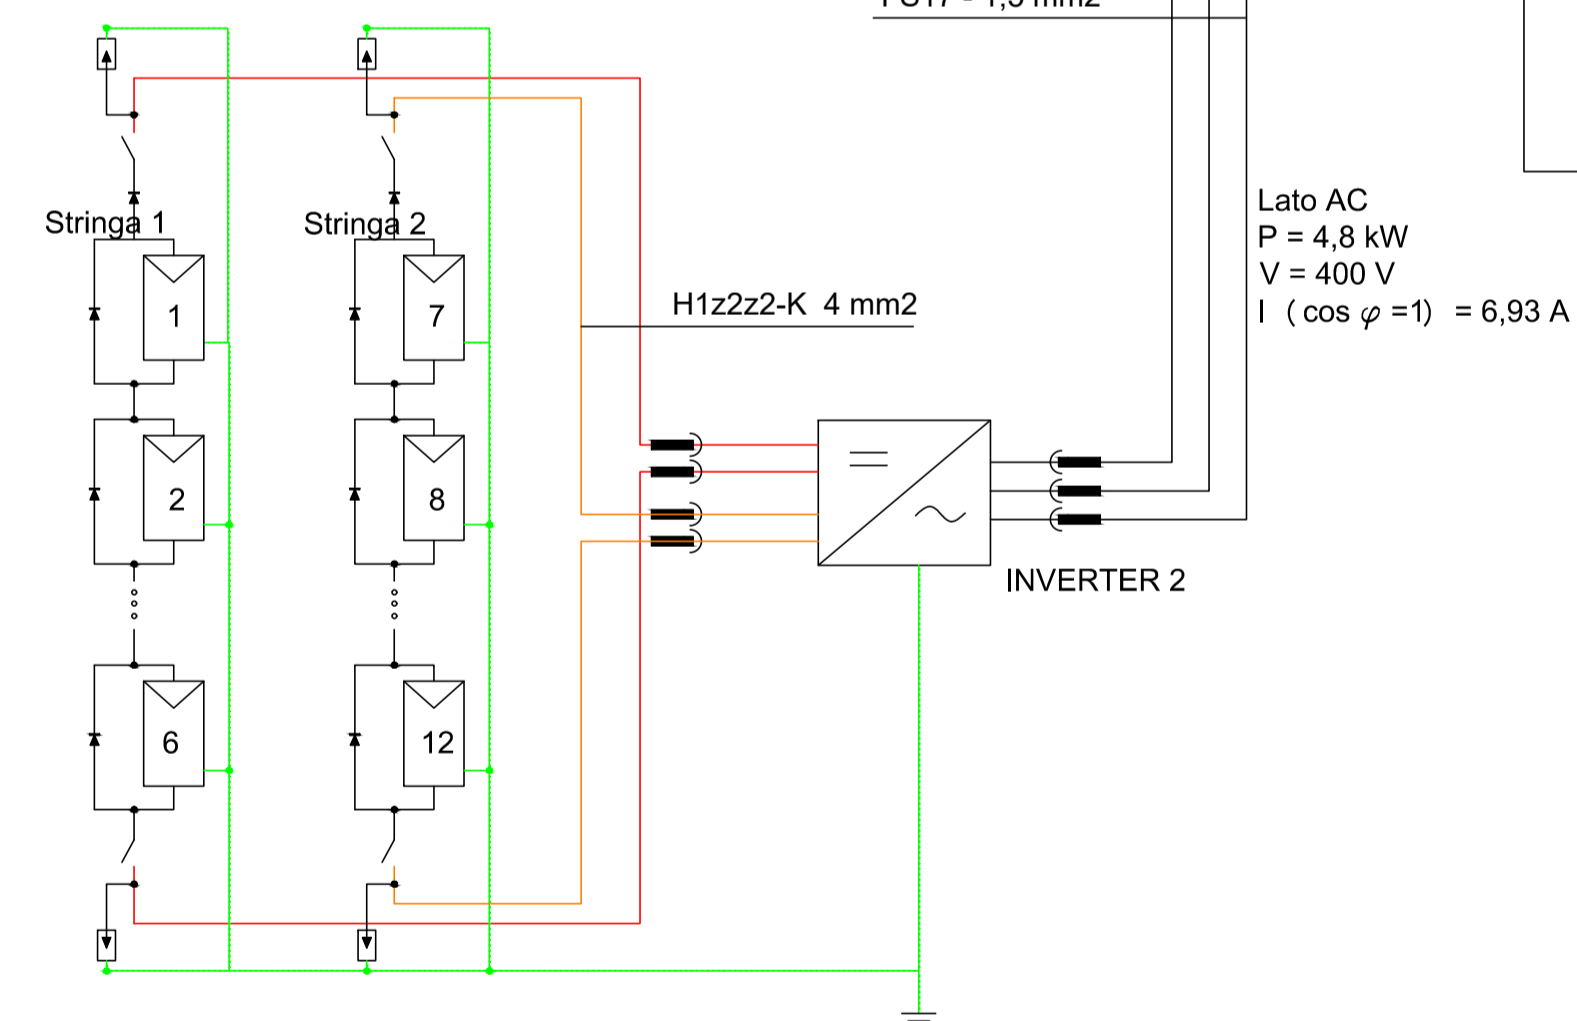 Stringa 1
Stringa 2
1
7
2
8
6
12
H1z2z2-K 4 mm2
Lato AC
P = 4,8 kW
V = 400 V
I ( cos φ =1) = 6,93 A
INVERTER 2